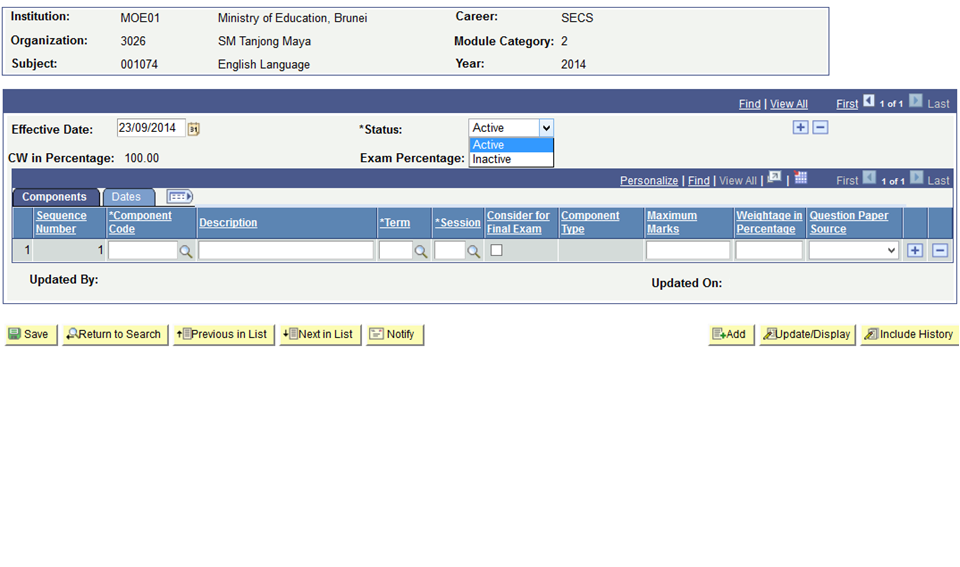 Institution: MOE01 Ministry of Education, Brunei Career: SECS
Organization: 3026 SM Tanjong Maya Module Category: 2
Subject: 001074 English Language Year: 2014
Find | View All First 1 of 1 Last
Effective Date: 23/09/2014 31 *Status: Active
Active
CW in Percentage: 100.00 Exam Percentage: Inactive
Personalize | Find | View All | | First 1 of 1 Last
Components Dates
Sequence Number *Component Code Description *Term *Session Consider for Final Exam Component Type Maximum Marks Weightage in Percentage Question Paper Source
1 1
Updated By: Updated On:
Save Return to Search Previous in List Next in List Notify Add Update/Display Include History